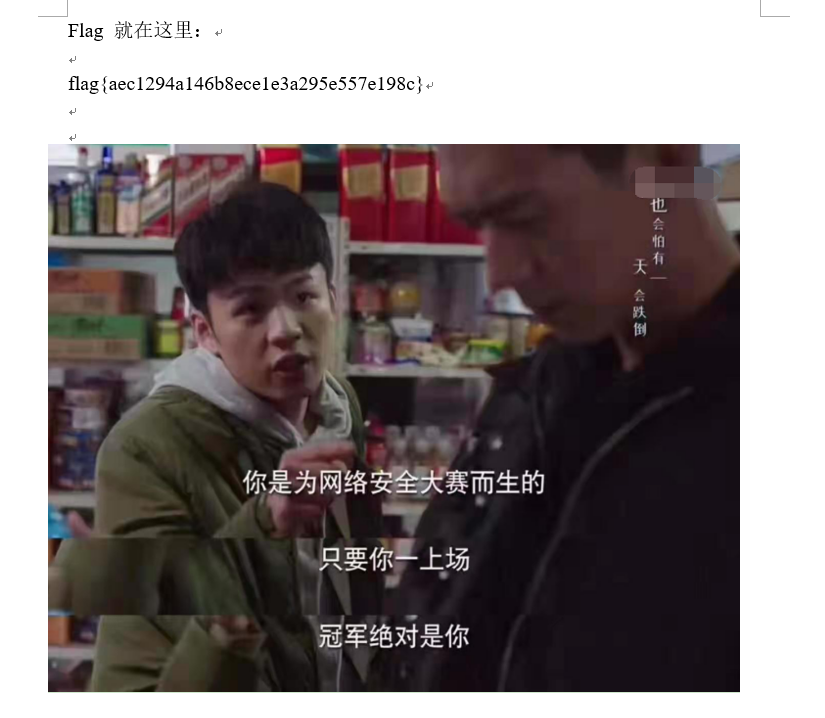 Flag 就在这里：
flag{aec1294a146b8ece1e3a295e557e198c}
也会怕有一
天会跌倒
你是为网络安全大赛而生的
只要你一上场
冠军绝对是你